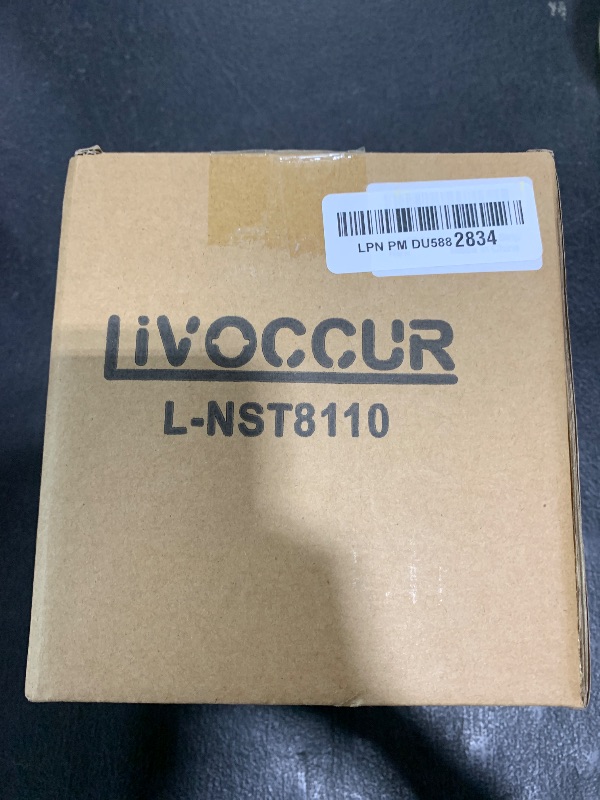 LPN PM DU588 2834
LiVOCCUR
L-NST8110